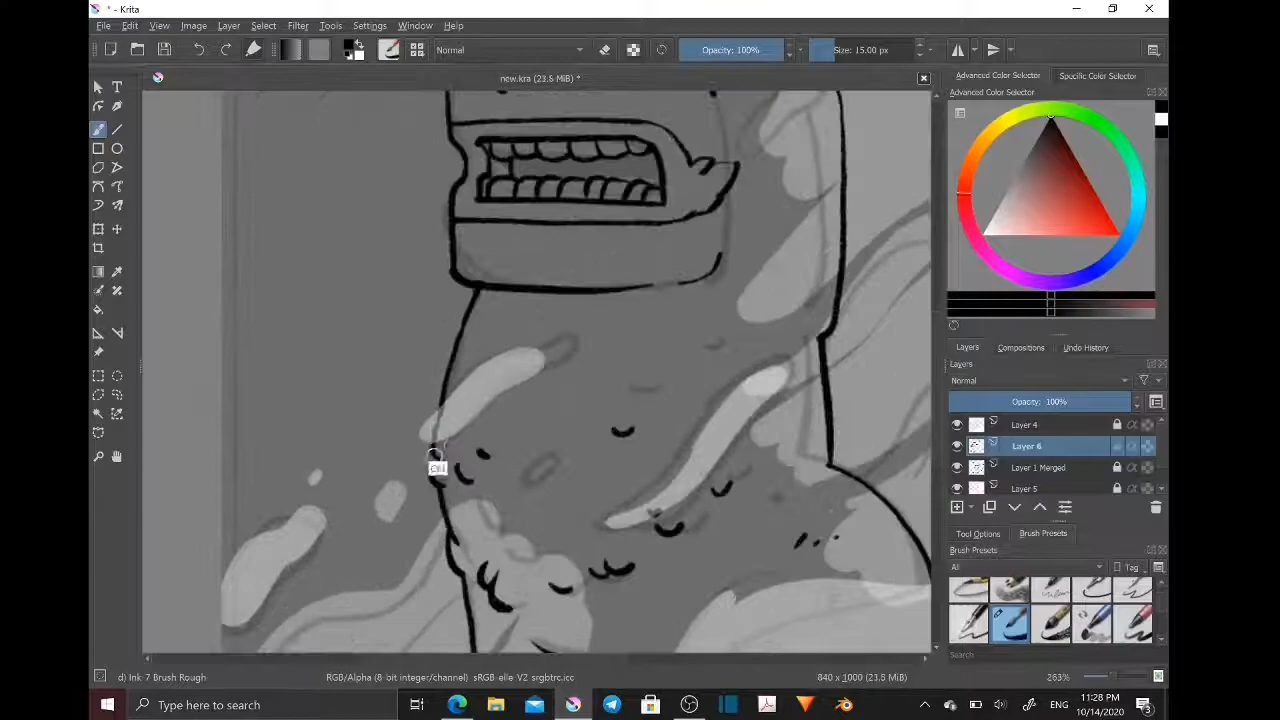 * - Krita
File Edit View Image Layer Select Filter Tools Settings Window Help
Normal Opacity: 100% Size: 15.00 px
new.kra (23.8 MiB) *
Advanced Color Selector Specific Color Selector
Advanced Color Selector
Layers Compositions Undo History
Layers
Normal
Opacity: 100%
Layer 4
Layer 6
Layer 1 Merged
Layer 5
Tool Options Brush Presets
Brush Presets
All Tag
Search
d) Ink-7 Brush Rough RGB/Alpha (8-bit integer/channel) sRGB-elle-V2-srgbtrc.icc 840 x 1000 (23.8 MiB) 263%
Type here to search
ENG
11:28 PM
10/14/2020
3